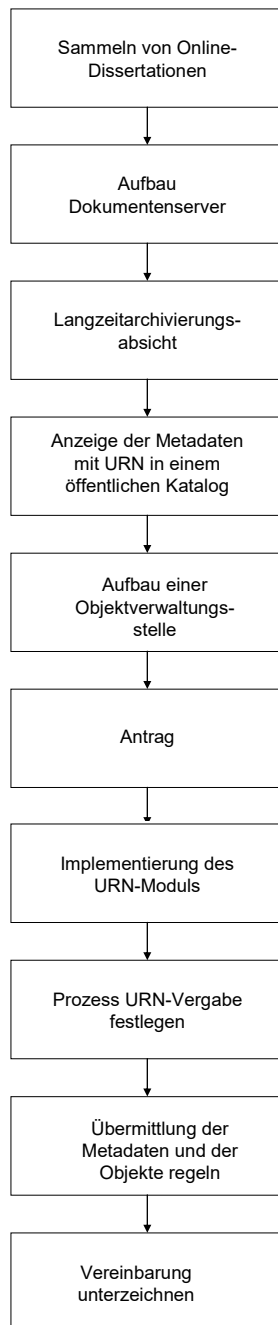 Sammeln von Online-
Dissertationen
Aufbau
Dokumentenserver
Langzeitarchivierungs-
absicht
Anzeige der Metadaten
mit URN in einem
öffentlichen Katalog
Aufbau einer
Objektverwaltungs-
stelle
Antrag
Implementierung des
URN-Moduls
Prozess URN-Vergabe
festlegen
Übermittlung der
Metadaten und der
Objekte regeln
Vereinbarung
unterzeichnen